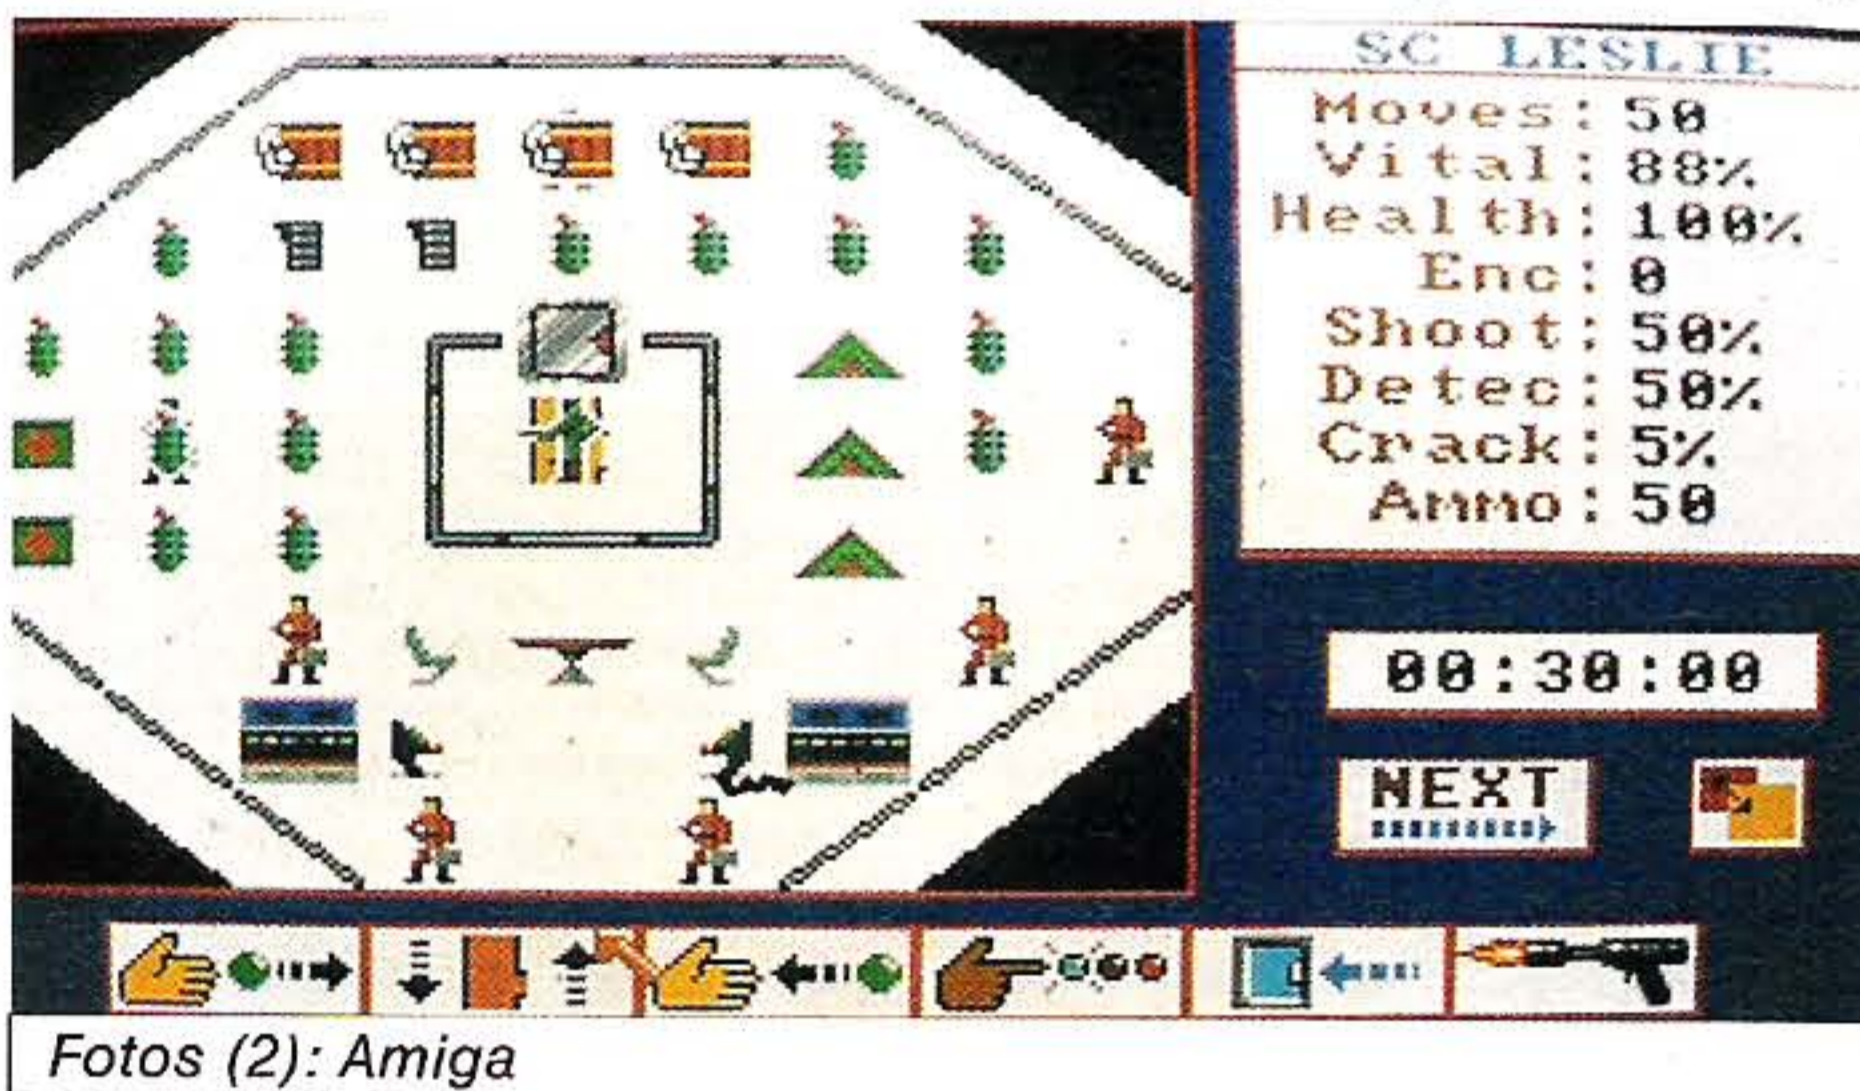 SC LESLIE
Moves: 50
Vital: 88%
Health: 100%
Enc: 0
Shoot: 50%
Detec: 50%
Crack: 5%
Ammo: 50
00:30:00
NEXT
Fotos (2): Amiga